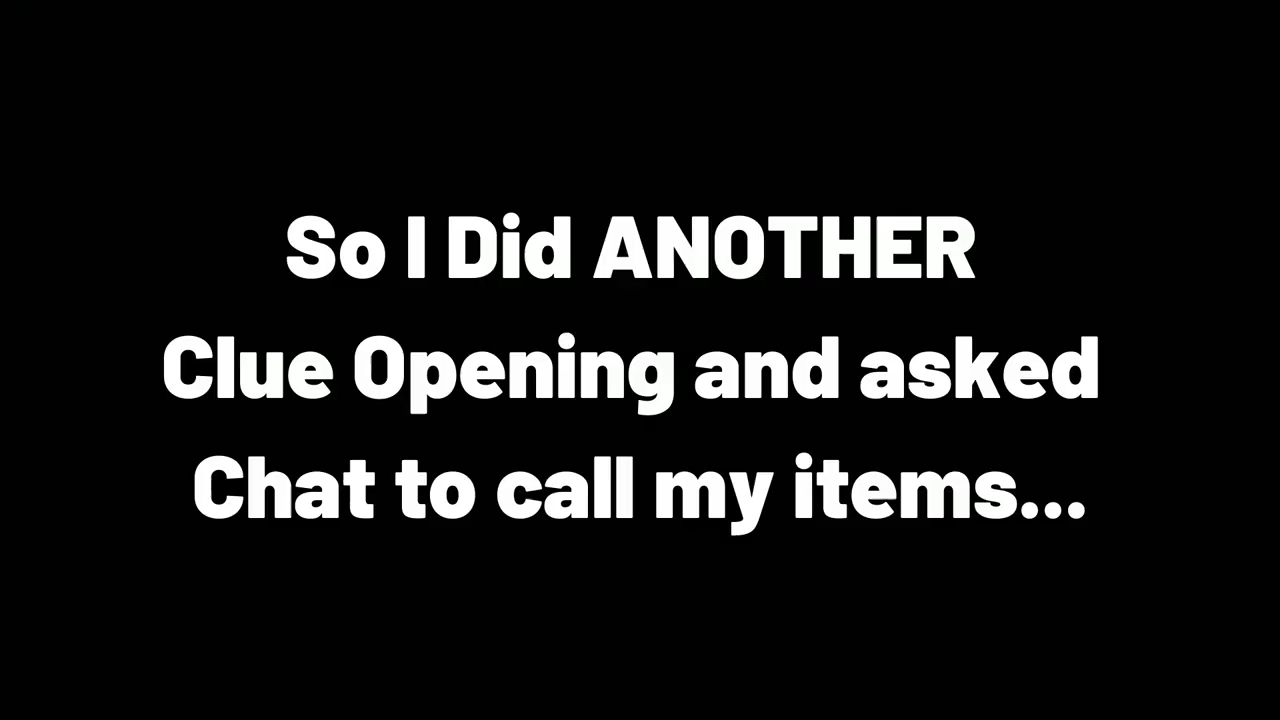 So I Did ANOTHER
Clue Opening and asked
Chat to call my items...